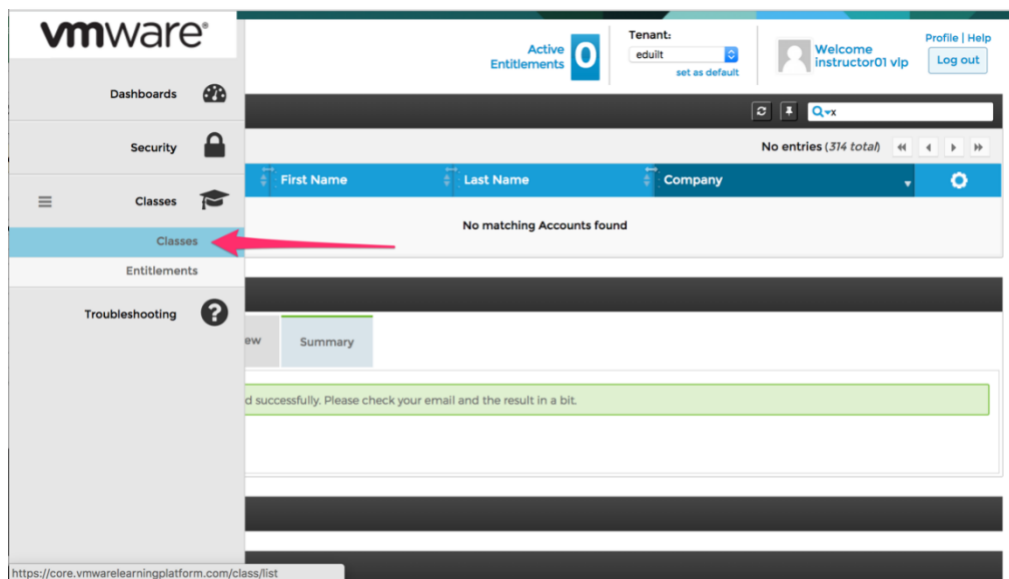 vmware®
Active
Entitlements
0
Tenant:
eduilt
set as default
Welcome
instructor01 vlp
Profile | Help
Log out
Dashboards
Security
Classes
Classes
Entitlements
Troubleshooting
x
No entries (314 total)
First Name
Last Name
Company
No matching Accounts found
ew
Summary
d successfully. Please check your email and the result in a bit.
https://core.vmwarelearningplatform.com/class/list